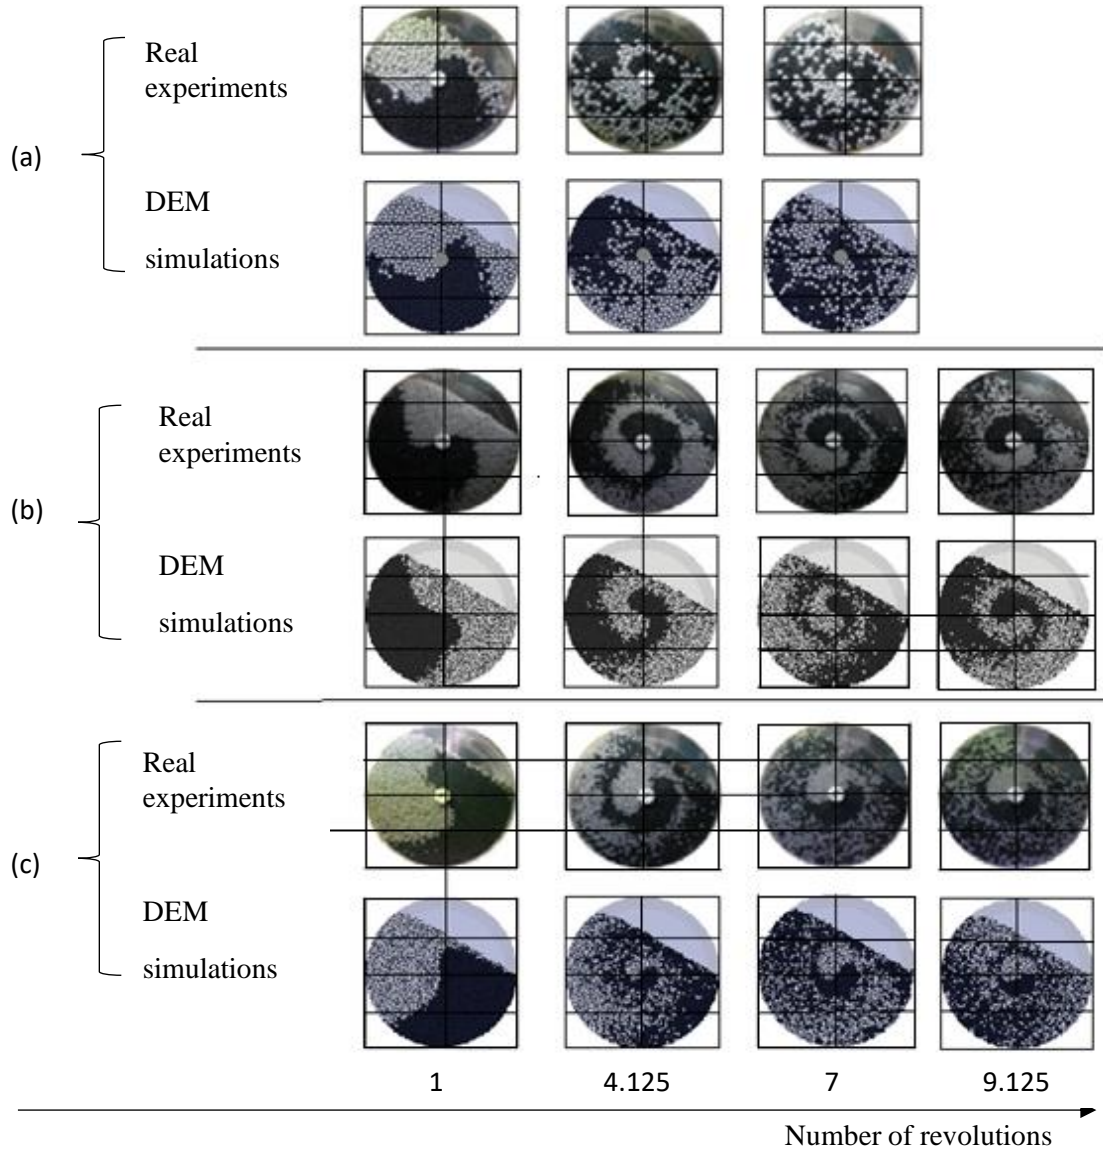 Real
experiments
(a)
DEM
simulations
Real
experiments
(b)
DEM
simulations
Real
experiments
(c)
DEM
simulations
1 4.125 7 9.125
Number of revolutions